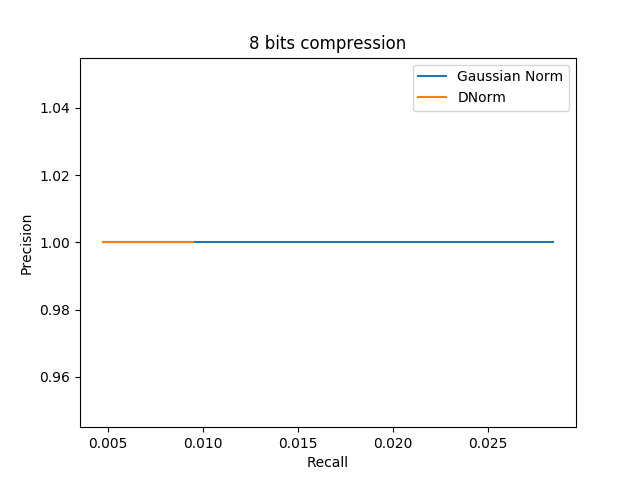 8 bits compression
Gaussian Norm
DNorm
1.04
1.02
1.00
0.98
0.96
Precision
0.005 0.010 0.015 0.020 0.025
Recall